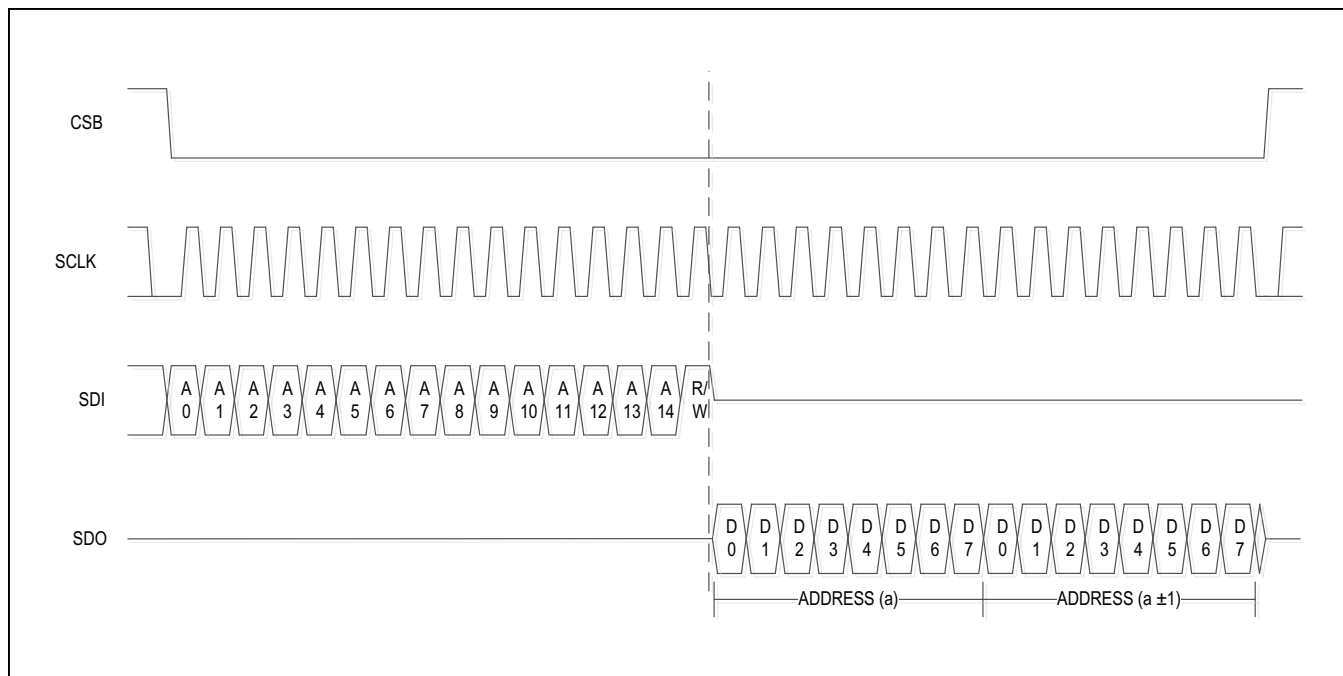 CSB
SCLK
SDI
A A A A A A A A A A A A A A A R/
0 1 2 3 4 5 6 7 8 9 10 11 12 13 14 W
SDO
D D D D D D D D D D D D D D D D
0 1 2 3 4 5 6 7 0 1 2 3 4 5 6 7
ADDRESS (a) ADDRESS (a ±1)